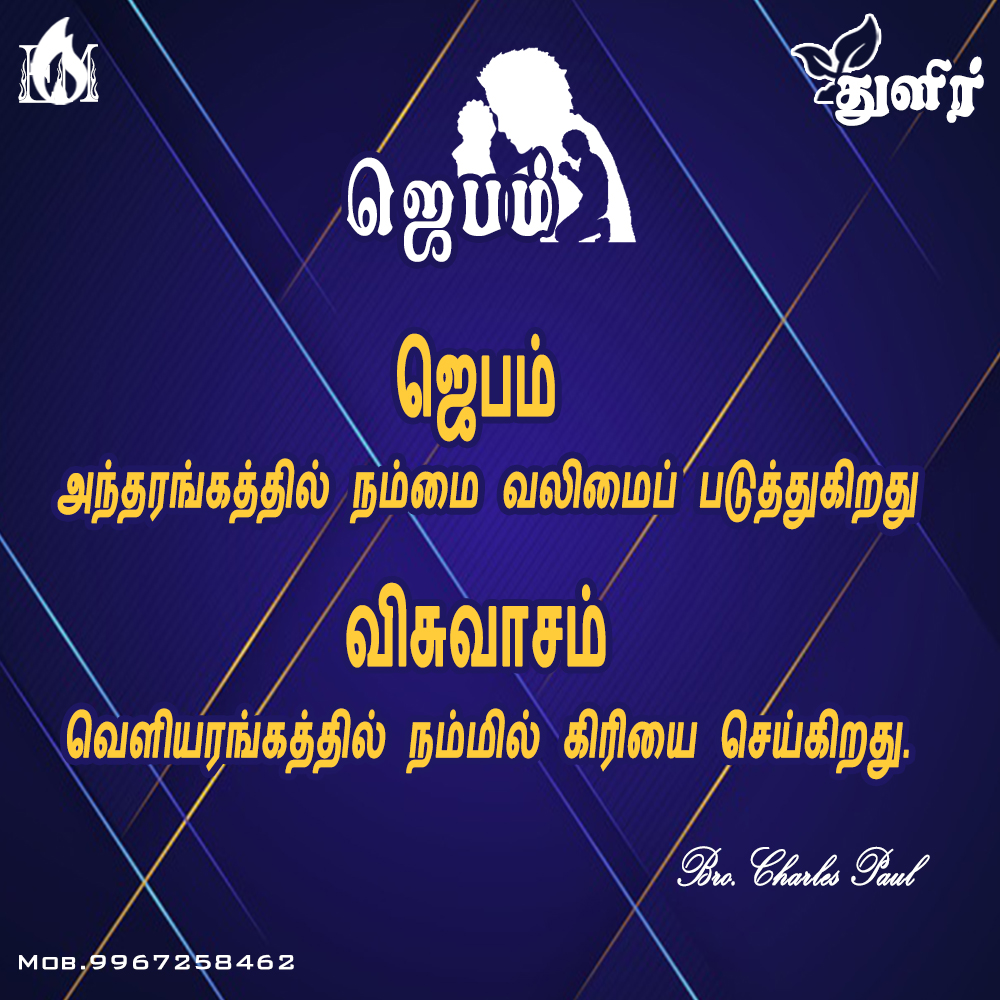 துளிர்
ஜெபம்
ஜெபம்
அந்தரங்கத்தில் நம்மை வலிமைப் படுத்துகிறது
விசுவாசம்
வெளியரங்கத்தில் நம்மில் கிரியை செய்கிறது.
Bro. Charles Paul
MOB.9967258462